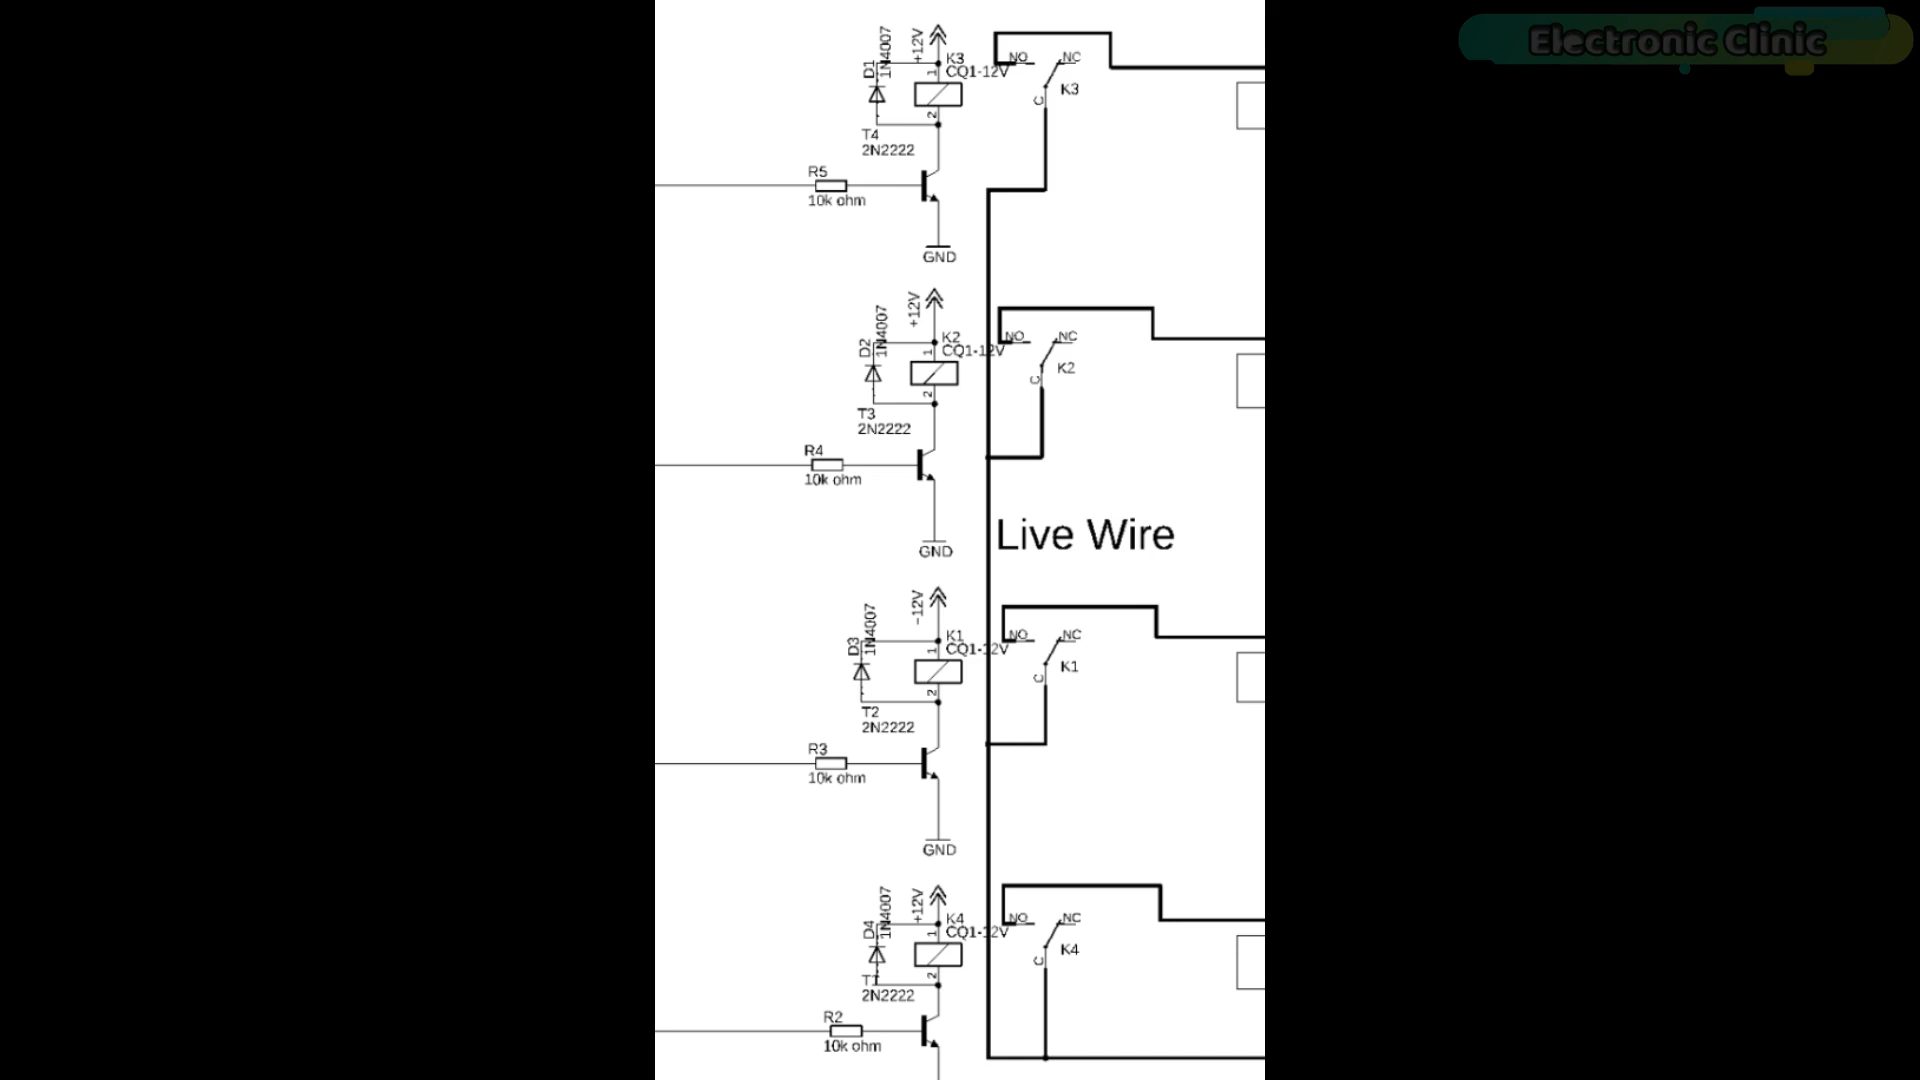 Electronic Clinic
D1
1N4007
+12V
K3
CQ1-12V
1
2
T4
2N2222
R5
10k ohm
GND
NO
NC
C
K3
D2
1N4007
+12V
K2
CQ1-12V
1
2
T3
2N2222
R4
10k ohm
GND
NO
NC
C
K2
Live Wire
D3
1N4007
K1
CQ1-12V
1
2
T2
2N2222
R3
10k ohm
GND
NO
NC
C
K1
D4
1N4007
+12V
K4
CQ1-12V
1
2
T1
2N2222
R2
10k ohm
NO
NC
C
K4